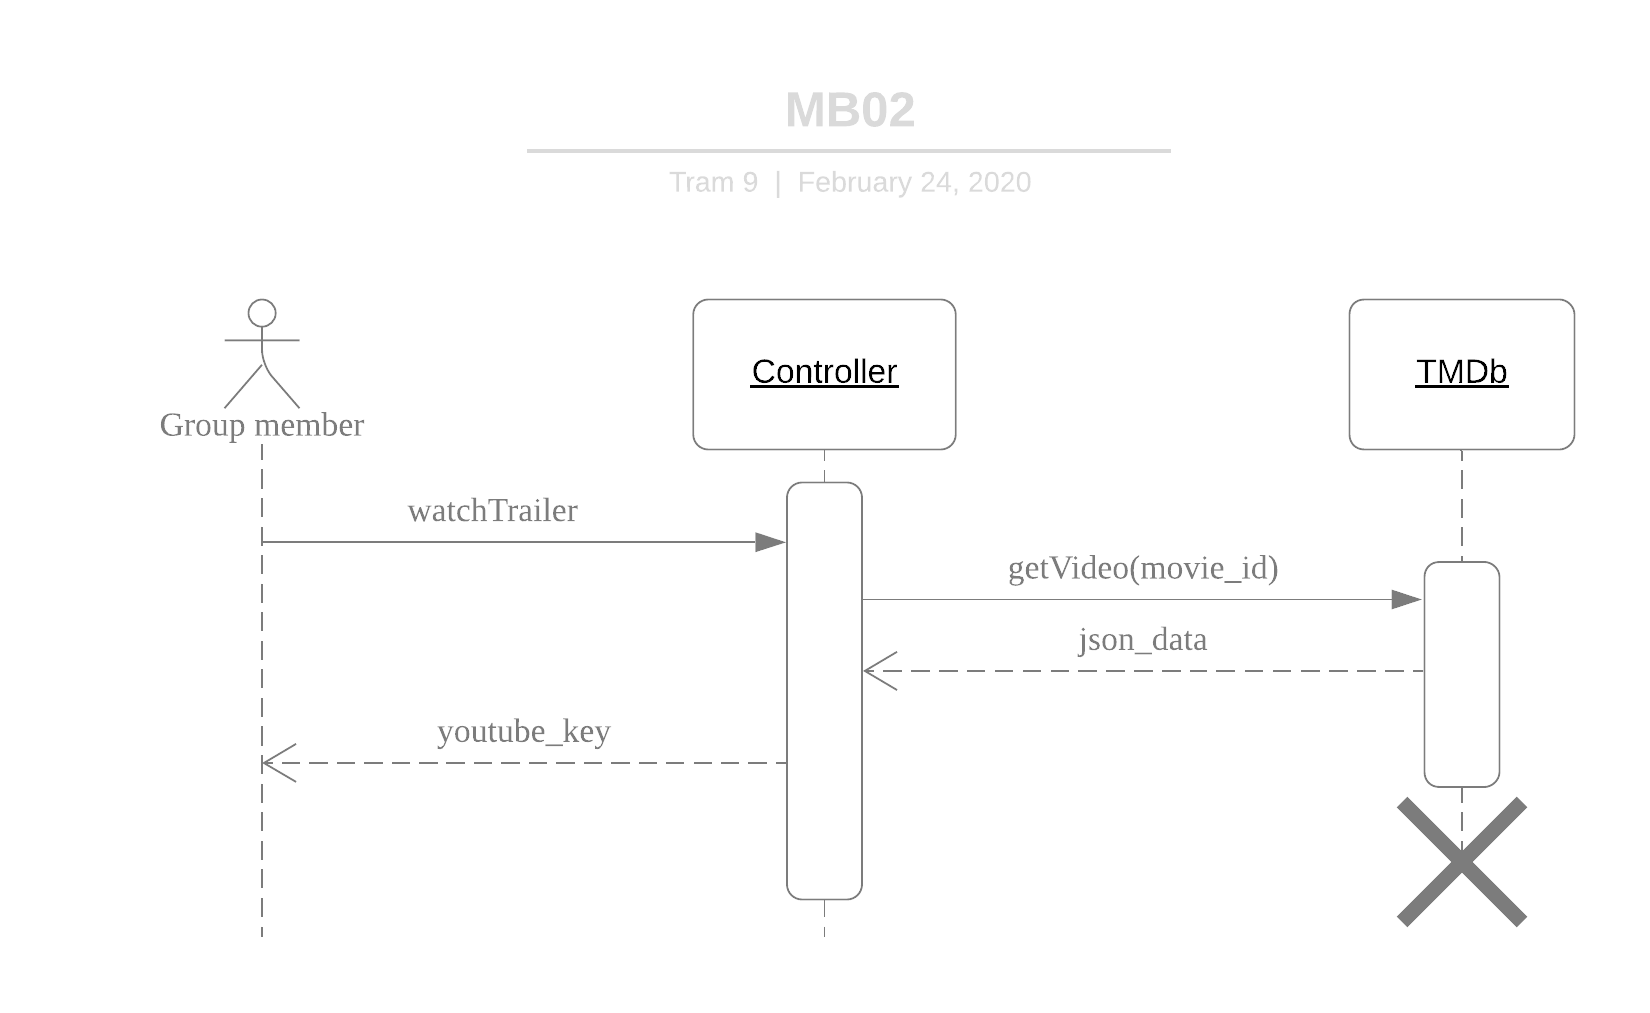 MB02
Tram 9 | February 24, 2020
Group member
Controller
TMDb
watchTrailer
getVideo(movie_id)
json_data
youtube_key